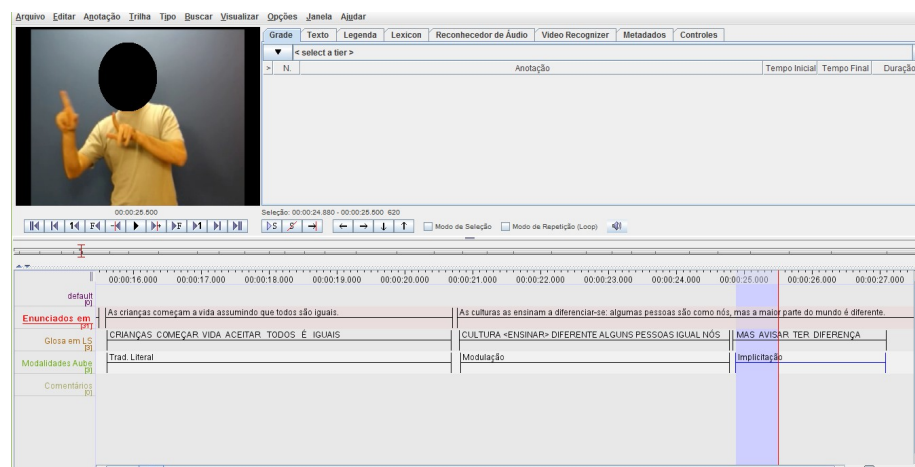 Arquivo Editar Anotação Trilha Tipo Buscar Visualizar Opções Janela Ajudar
Grade Texto Legenda Lexicon Reconhecedor de Áudio Video Recognizer Metadados Controles
< select a tier >
> N. Anotação Tempo Inicial Tempo Final Duração
00:00:25.500 Seleção: 00:00:24.880 - 00:00:25.500 620
Modo de Seleção Modo de Repetição (Loop)
00:00:16.000 00:00:17.000 00:00:18.000 00:00:19.000 00:00:20.000 00:00:21.000 00:00:22.000 00:00:23.000 00:00:24.000 00:00:25.000 00:00:26.000 00:00:27.000
default
[0]
Enunciados em As crianças começam a vida assumindo que todos são iguais. As culturas as ensinam a diferenciar-se: algumas pessoas são como nós, mas a maior parte do mundo é diferente.
Glosa em LS CRIANÇAS COMEÇAR VIDA ACEITAR TODOS É IGUAIS CULTURA <ENSINAR> DIFERENTE ALGUNS PESSOAS IGUAL NÓS MAS AVISAR TER DIFERENÇA
[3]
Modalidades Aube Trad. Literal Modulação Implicitação
[3]
Comentários
[0]